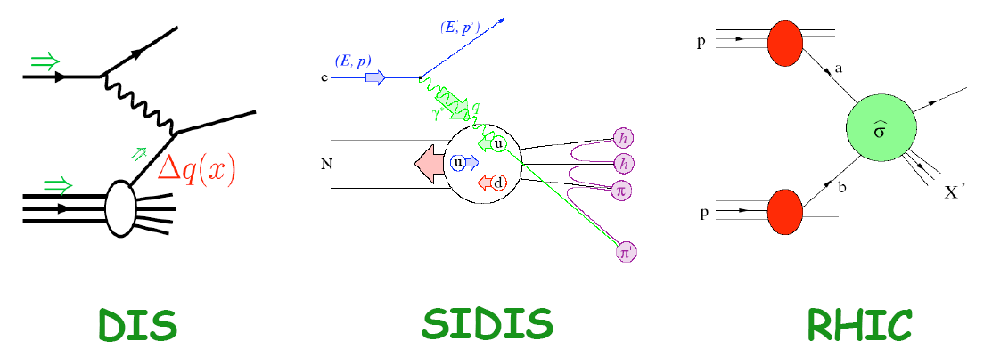 ⇒
⇒
⇒
Δq(x)
DIS
(E, p)
(E', p')
e
γ*
q
N
u
u
d
h
h
π
π⁺
SIDIS
p
a
σ̂
b
p
X'
RHIC